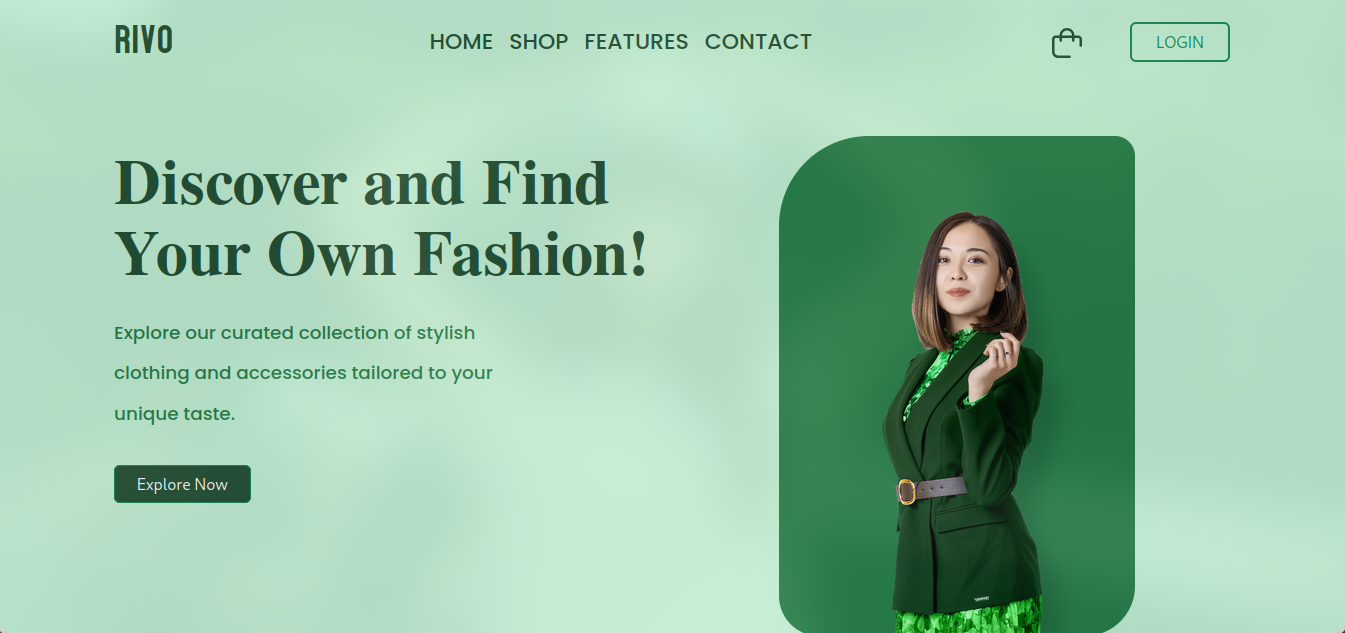 RIVO
HOME SHOP FEATURES CONTACT
LOGIN
Discover and Find
Your Own Fashion!
Explore our curated collection of stylish
clothing and accessories tailored to your
unique taste.
Explore Now